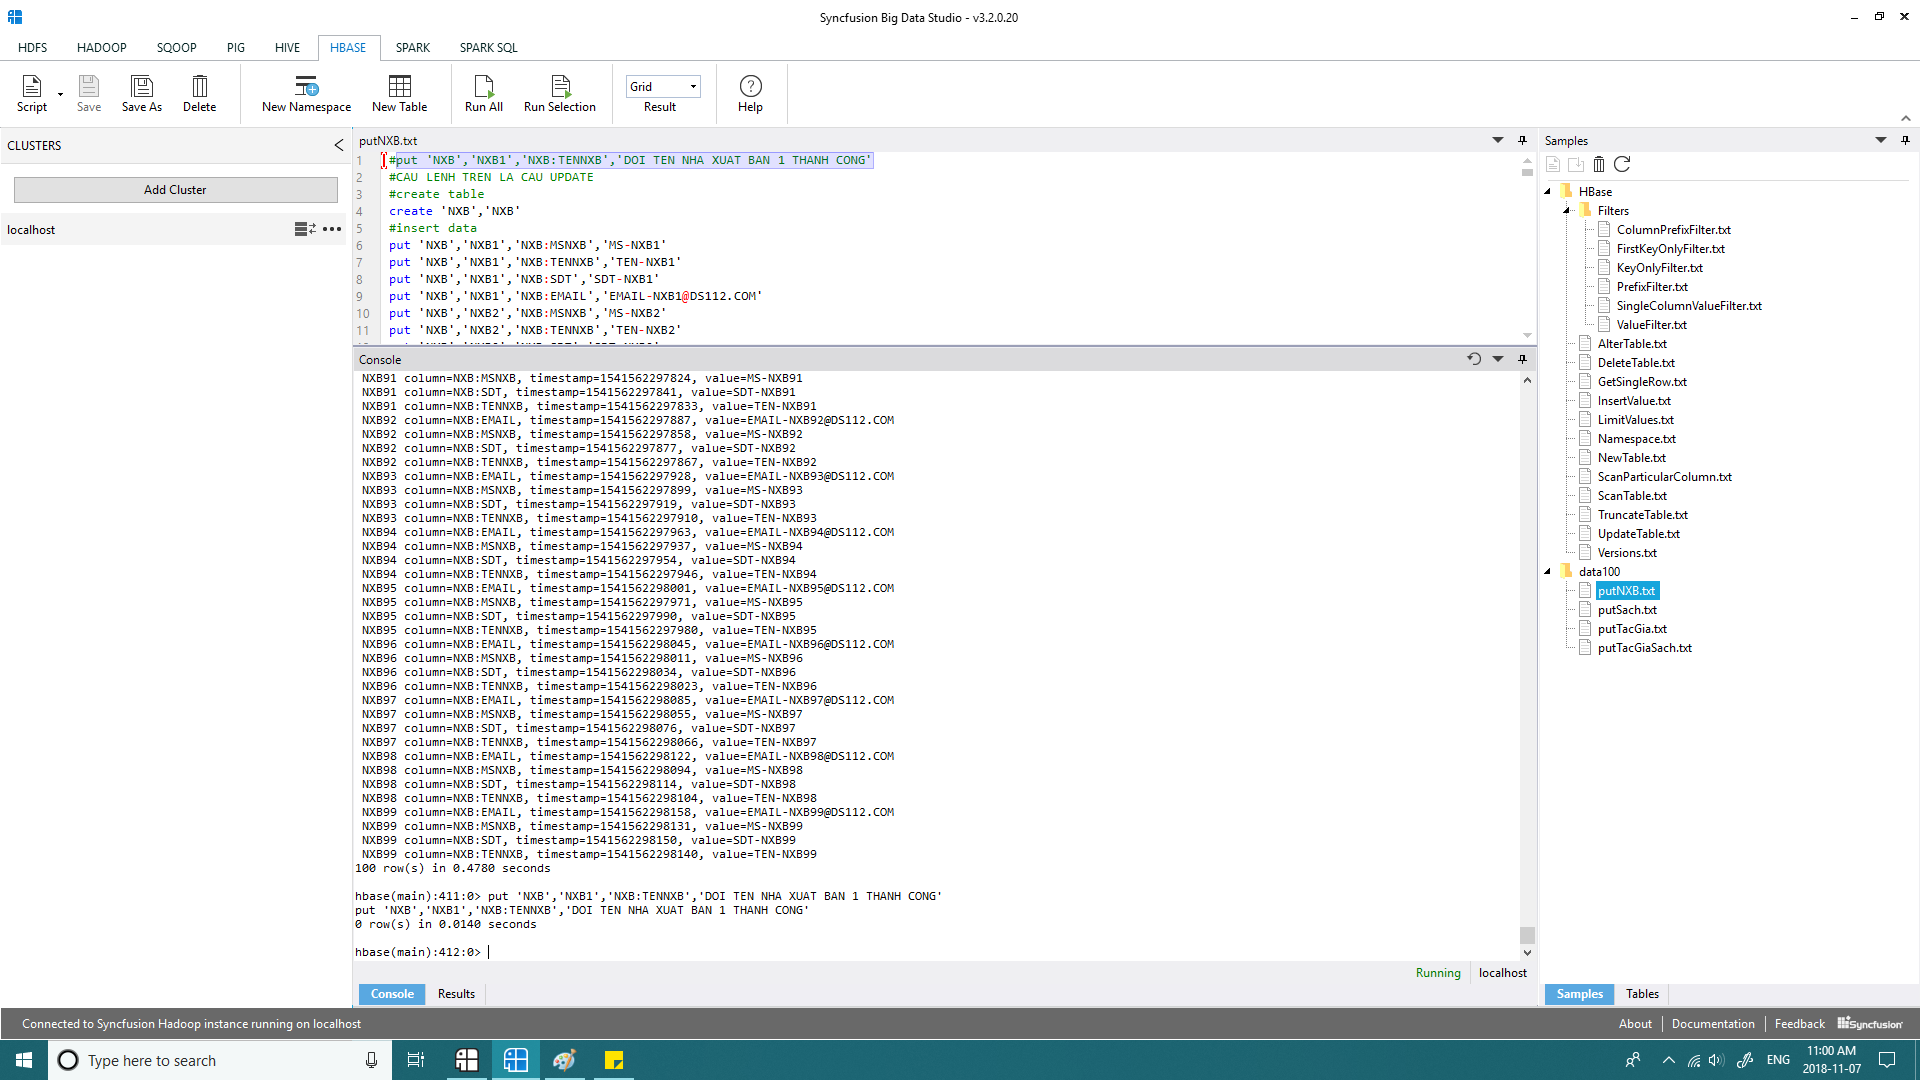 Syncfusion Big Data Studio - v3.2.0.20
HDFS HADOOP SQOOP PIG HIVE HBASE SPARK SPARK SQL
Script Save Save As Delete New Namespace New Table Run All Run Selection Grid Result Help
CLUSTERS
Add Cluster
localhost
putNXB.txt
1 #put 'NXB','NXB1','NXB:TENNXB','DOI TEN NHA XUAT BAN 1 THANH CONG'
2 #CAU LENH TREN LA CAU UPDATE
3 #create table
4 create 'NXB','NXB'
5 #insert data
6 put 'NXB','NXB1','NXB:MSNXB','MS-NXB1'
7 put 'NXB','NXB1','NXB:TENNXB','TEN-NXB1'
8 put 'NXB','NXB1','NXB:SDT','SDT-NXB1'
9 put 'NXB','NXB1','NXB:EMAIL','EMAIL-NXB1@DS112.COM'
10 put 'NXB','NXB2','NXB:MSNXB','MS-NXB2'
11 put 'NXB','NXB2','NXB:TENNXB','TEN-NXB2'
Console
NXB91 column=NXB:MSNXB, timestamp=1541562297824, value=MS-NXB91
NXB91 column=NXB:SDT, timestamp=1541562297841, value=SDT-NXB91
NXB91 column=NXB:TENNXB, timestamp=1541562297833, value=TEN-NXB91
NXB92 column=NXB:EMAIL, timestamp=1541562297887, value=EMAIL-NXB92@DS112.COM
NXB92 column=NXB:MSNXB, timestamp=1541562297858, value=MS-NXB92
NXB92 column=NXB:SDT, timestamp=1541562297877, value=SDT-NXB92
NXB92 column=NXB:TENNXB, timestamp=1541562297867, value=TEN-NXB92
NXB93 column=NXB:EMAIL, timestamp=1541562297928, value=EMAIL-NXB93@DS112.COM
NXB93 column=NXB:MSNXB, timestamp=1541562297899, value=MS-NXB93
NXB93 column=NXB:SDT, timestamp=1541562297919, value=SDT-NXB93
NXB93 column=NXB:TENNXB, timestamp=1541562297910, value=TEN-NXB93
NXB94 column=NXB:EMAIL, timestamp=1541562297963, value=EMAIL-NXB94@DS112.COM
NXB94 column=NXB:MSNXB, timestamp=1541562297937, value=MS-NXB94
NXB94 column=NXB:SDT, timestamp=1541562297954, value=SDT-NXB94
NXB94 column=NXB:TENNXB, timestamp=1541562297946, value=TEN-NXB94
NXB95 column=NXB:EMAIL, timestamp=1541562298001, value=EMAIL-NXB95@DS112.COM
NXB95 column=NXB:MSNXB, timestamp=1541562297971, value=MS-NXB95
NXB95 column=NXB:SDT, timestamp=1541562297990, value=SDT-NXB95
NXB95 column=NXB:TENNXB, timestamp=1541562297980, value=TEN-NXB95
NXB96 column=NXB:EMAIL, timestamp=1541562298045, value=EMAIL-NXB96@DS112.COM
NXB96 column=NXB:MSNXB, timestamp=1541562298011, value=MS-NXB96
NXB96 column=NXB:SDT, timestamp=1541562298034, value=SDT-NXB96
NXB96 column=NXB:TENNXB, timestamp=1541562298023, value=TEN-NXB96
NXB97 column=NXB:EMAIL, timestamp=1541562298085, value=EMAIL-NXB97@DS112.COM
NXB97 column=NXB:MSNXB, timestamp=1541562298055, value=MS-NXB97
NXB97 column=NXB:SDT, timestamp=1541562298076, value=SDT-NXB97
NXB97 column=NXB:TENNXB, timestamp=1541562298066, value=TEN-NXB97
NXB98 column=NXB:EMAIL, timestamp=1541562298122, value=EMAIL-NXB98@DS112.COM
NXB98 column=NXB:MSNXB, timestamp=1541562298094, value=MS-NXB98
NXB98 column=NXB:SDT, timestamp=1541562298114, value=SDT-NXB98
NXB98 column=NXB:TENNXB, timestamp=1541562298104, value=TEN-NXB98
NXB99 column=NXB:EMAIL, timestamp=1541562298158, value=EMAIL-NXB99@DS112.COM
NXB99 column=NXB:MSNXB, timestamp=1541562298131, value=MS-NXB99
NXB99 column=NXB:SDT, timestamp=1541562298150, value=SDT-NXB99
NXB99 column=NXB:TENNXB, timestamp=1541562298140, value=TEN-NXB99
100 row(s) in 0.4780 seconds
hbase(main):411:0> put 'NXB','NXB1','NXB:TENNXB','DOI TEN NHA XUAT BAN 1 THANH CONG'
put 'NXB','NXB1','NXB:TENNXB','DOI TEN NHA XUAT BAN 1 THANH CONG'
0 row(s) in 0.0140 seconds
hbase(main):412:0>
Running localhost
Console Results
Samples
HBase
Filters
ColumnPrefixFilter.txt
FirstKeyOnlyFilter.txt
KeyOnlyFilter.txt
PrefixFilter.txt
SingleColumnValueFilter.txt
ValueFilter.txt
AlterTable.txt
DeleteTable.txt
GetSingleRow.txt
InsertValue.txt
LimitValues.txt
Namespace.txt
NewTable.txt
ScanParticularColumn.txt
ScanTable.txt
TruncateTable.txt
UpdateTable.txt
Versions.txt
data100
putNXB.txt
putSach.txt
putTacGia.txt
putTacGiaSach.txt
Samples Tables
Connected to Syncfusion Hadoop instance running on localhost
About Documentation Feedback Syncfusion
Type here to search
ENG
11:00 AM
2018-11-07